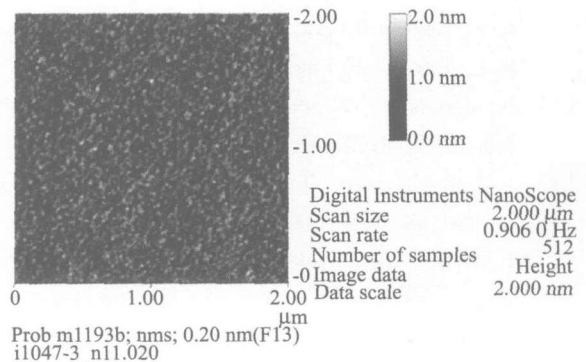 -2.00
2.0 nm
1.0 nm
0.0 nm
-1.00
-0
0 1.00 2.00
μm
Digital Instruments NanoScope
Scan size 2.000 μm
Scan rate 0.906 0 Hz
Number of samples 512
Image data Height
Data scale 2.000 nm
Prob m1193b; nms; 0.20 nm(F13)
i1047-3 n11.020